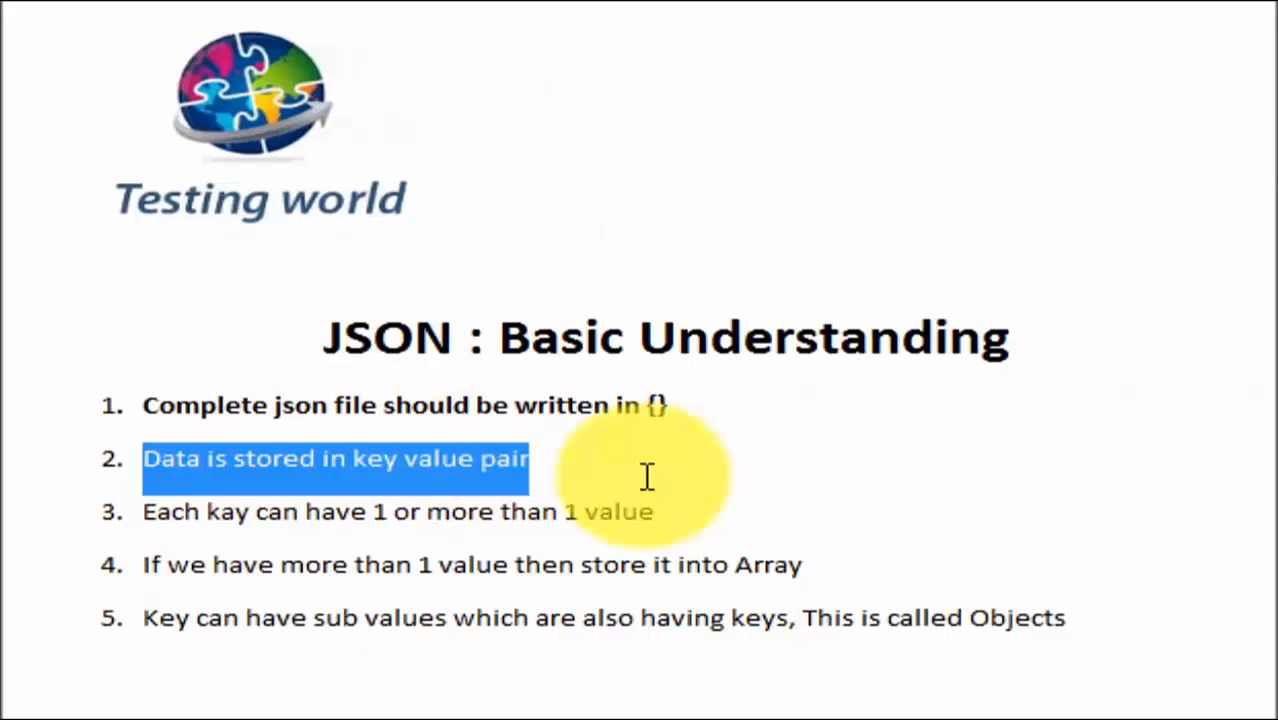 Testing world
JSON : Basic Understanding
1. Complete json file should be written in {}
2. Data is stored in key value pair
3. Each kay can have 1 or more than 1 value
4. If we have more than 1 value then store it into Array
5. Key can have sub values which are also having keys, This is called Objects